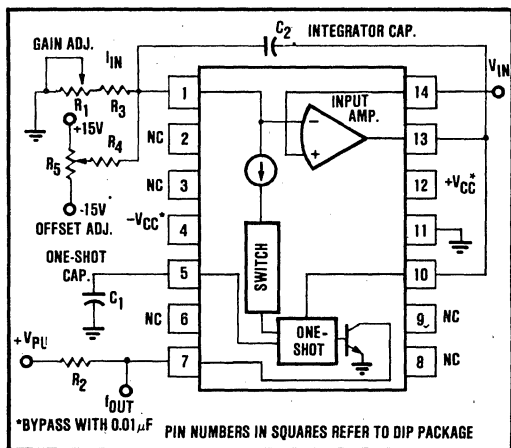 C2 INTEGRATOR CAP.
GAIN ADJ.
IIN
VIN
R1
R3
+15V
R4
R5
-15V
OFFSET ADJ.
1
NC 2
NC 3
-VCC* 4
ONE-SHOT
CAP.
5
C1
NC 6
+VPU
R2
7
fOUT
INPUT
AMP.
-
+
SWITCH
ONE-
SHOT
14
13
12 +VCC*
11
10
9 NC
8 NC
*BYPASS WITH 0.01µF
PIN NUMBERS IN SQUARES REFER TO DIP PACKAGE